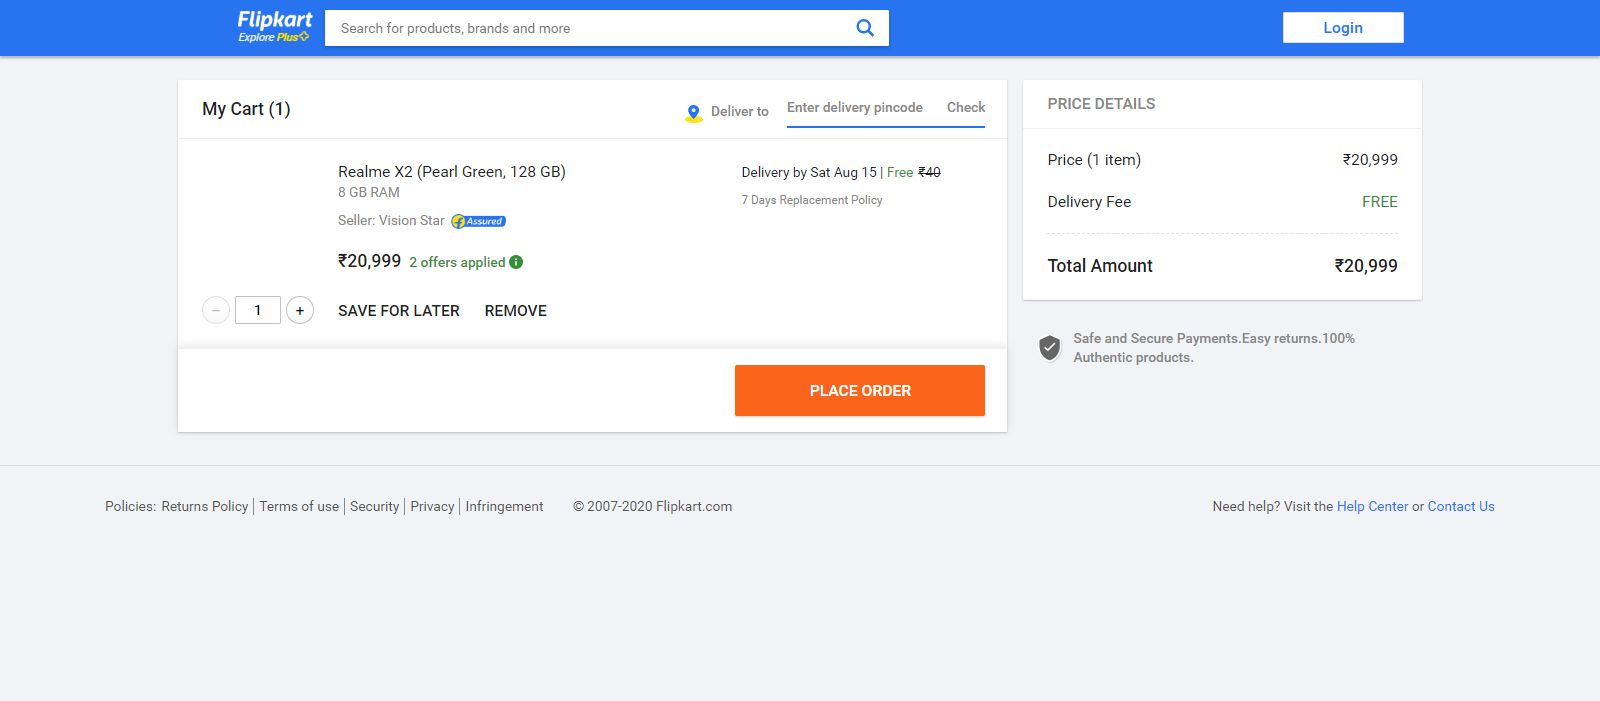 Flipkart
Explore Plus
Search for products, brands and more
Login
My Cart (1)
Deliver to
Enter delivery pincode
Check
Realme X2 (Pearl Green, 128 GB)
8 GB RAM
Seller: Vision Star
Assured
₹20,999
2 offers applied
Delivery by Sat Aug 15 | Free ₹40
7 Days Replacement Policy
− 1 +
SAVE FOR LATER
REMOVE
PLACE ORDER
PRICE DETAILS
Price (1 item) ₹20,999
Delivery Fee FREE
Total Amount ₹20,999
Safe and Secure Payments.Easy returns.100%
Authentic products.
Policies: Returns Policy | Terms of use | Security | Privacy | Infringement
© 2007-2020 Flipkart.com
Need help? Visit the Help Center or Contact Us